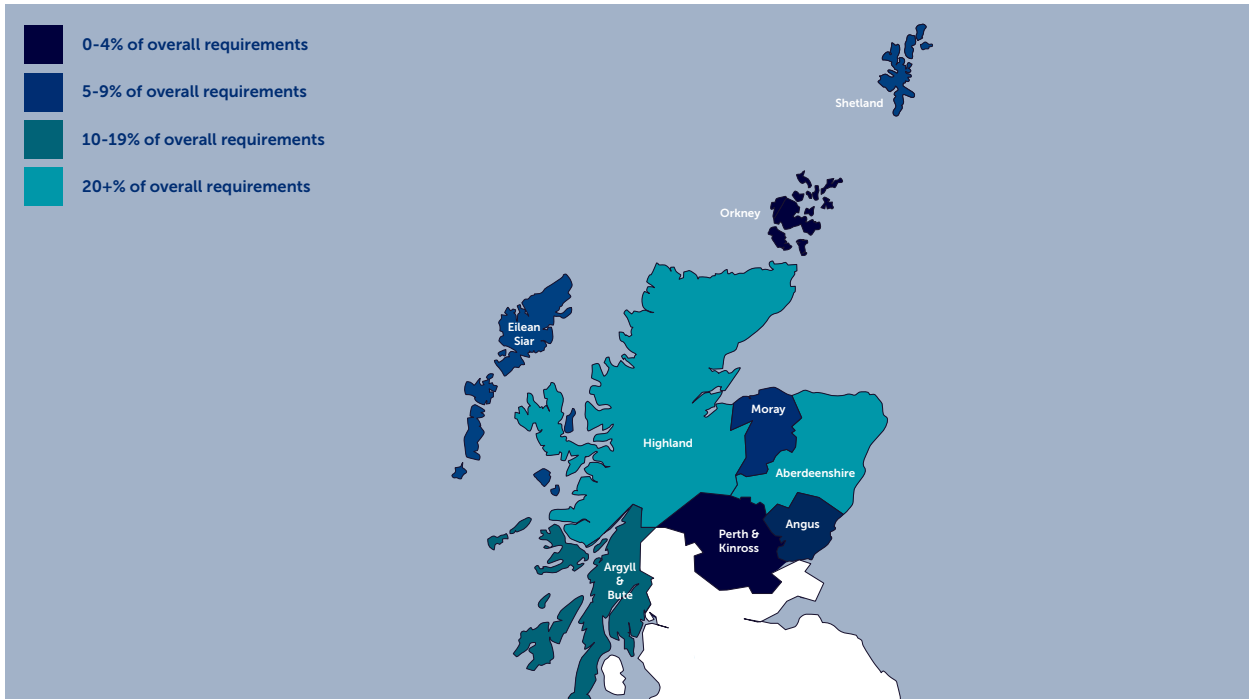 0-4% of overall requirements
5-9% of overall requirements
10-19% of overall requirements
20+% of overall requirements
Shetland
Orkney
Eilean
Siar
Moray
Highland
Aberdeenshire
Angus
Perth &
Kinross
Argyll
&
Bute